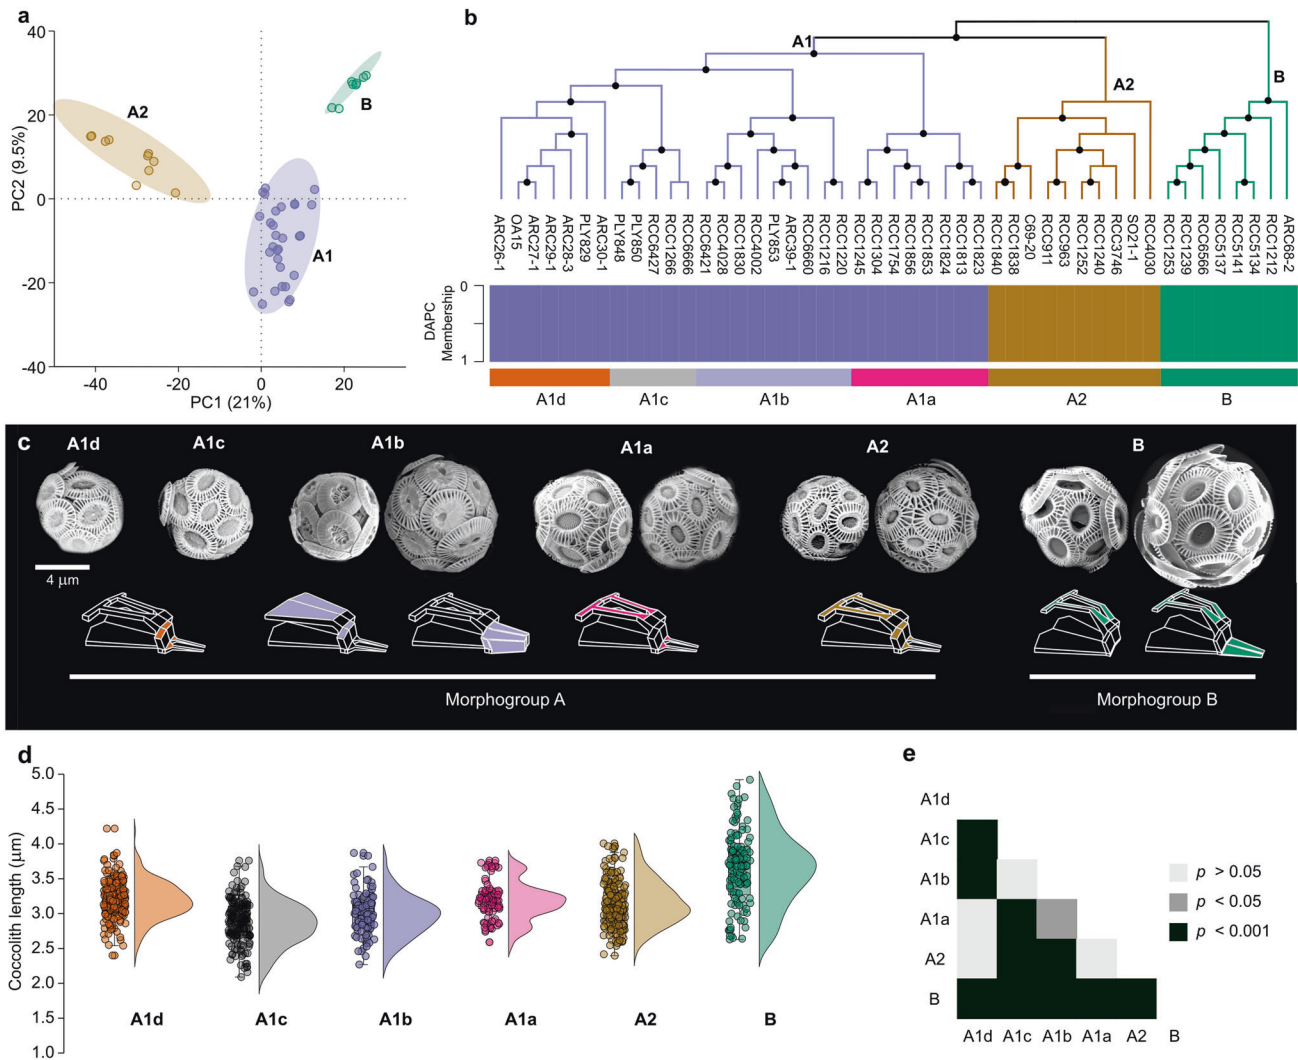 a
40
20
0
-20
-40
PC2 (9.5%)
A2
B
A1
-40
-20
0
20
PC1 (21%)
b
A1
A2
B
ARC26-1
OA15
ARC27-1
ARC29-1
ARC28-3
PLY829
ARC30-1
PLY848
PLY850
RCC6427
RCC1266
RCC6666
RCC6421
RCC4028
RCC1830
RCC4002
PLY853
ARC39-1
RCC6660
RCC1216
RCC1220
RCC1245
RCC1304
RCC1754
RCC1856
RCC1853
RCC1824
RCC1813
RCC1823
RCC1840
RCC1838
C69-20
RCC911
RCC963
RCC1252
RCC1240
RCC3746
SO21-1
RCC4030
RCC1253
RCC1239
RCC6566
RCC5137
RCC5141
RCC5134
RCC1212
ARC68-2
DAPC
Membership
0
1
A1d
A1c
A1b
A1a
A2
B
c
A1d
A1c
A1b
A1a
A2
B
4 μm
Morphogroup A
Morphogroup B
d
Coccolith length (μm)
5.0
4.5
4.0
3.5
3.0
2.5
2.0
1.5
1.0
A1d
A1c
A1b
A1a
A2
B
e
A1d
A1c
A1b
A1a
A2
B
A1d
A1c
A1b
A1a
A2
B
p > 0.05
p < 0.05
p < 0.001